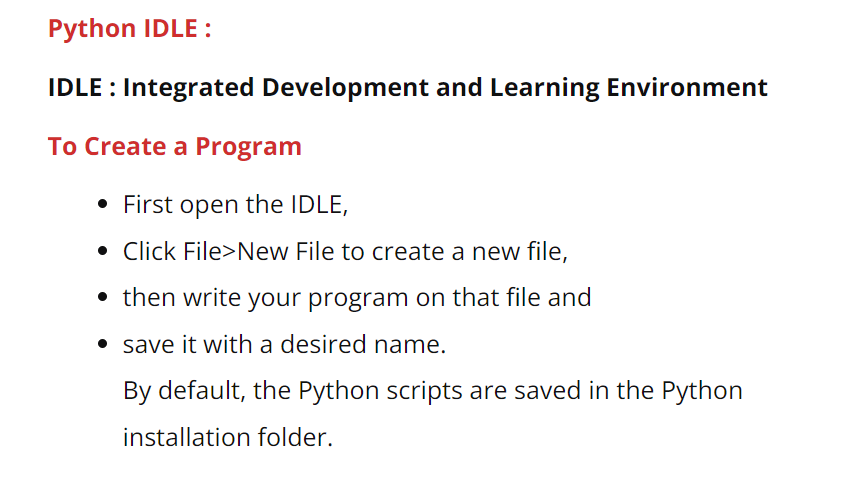 Python IDLE :
IDLE : Integrated Development and Learning Environment
To Create a Program
• First open the IDLE,
• Click File>New File to create a new file,
• then write your program on that file and
• save it with a desired name.
By default, the Python scripts are saved in the Python
installation folder.